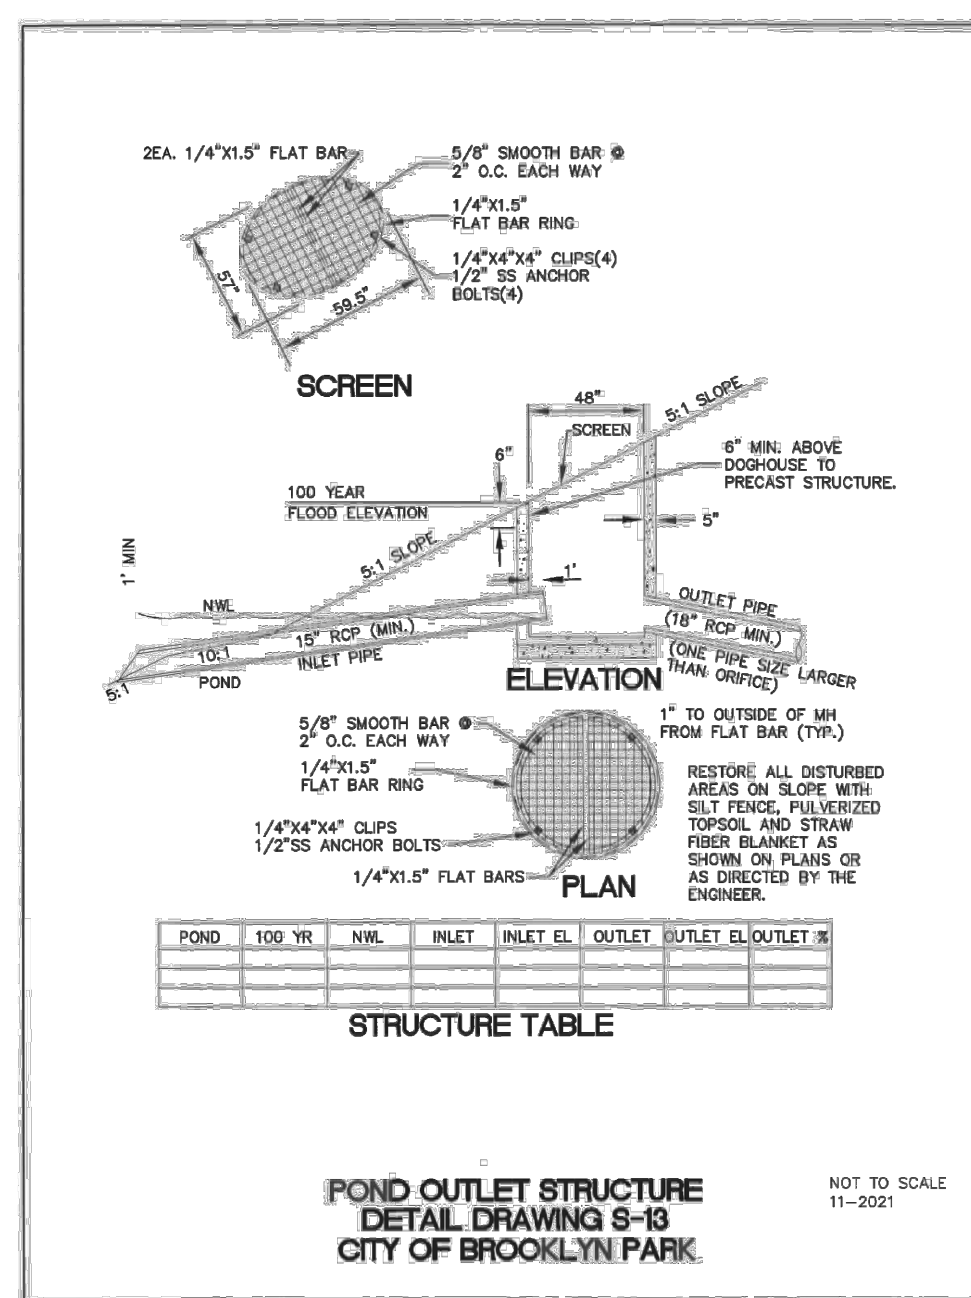 2EA. 1/4"X1.5" FLAT BAR
5/8" SMOOTH BAR @
2" O.C. EACH WAY
1/4"X1.5"
FLAT BAR RING
1/4"X4"X4" CLIPS(4)
1/2" SS ANCHOR
BOLTS(4)
57"
59.5"
SCREEN
48"
5:1 SLOPE
SCREEN
6"
6" MIN. ABOVE
DOGHOUSE TO
PRECAST STRUCTURE.
100 YEAR
FLOOD ELEVATION
5"
5:1 SLOPE
1' MIN
1'
NWL
OUTLET PIPE
(18" RCP MIN.)
(ONE PIPE SIZE LARGER
THAN ORIFICE)
15" RCP (MIN.)
INLET PIPE
10:1
POND
5:1
ELEVATION
5/8" SMOOTH BAR @
2" O.C. EACH WAY
1/4"X1.5"
FLAT BAR RING
1/4"X4"X4" CLIPS
1/2"SS ANCHOR BOLTS
1/4"X1.5" FLAT BARS
PLAN
1" TO OUTSIDE OF MH
FROM FLAT BAR (TYP.)
RESTORE ALL DISTURBED
AREAS ON SLOPE WITH
SILT FENCE, PULVERIZED
TOPSOIL AND STRAW
FIBER BLANKET AS
SHOWN ON PLANS OR
AS DIRECTED BY THE
ENGINEER.
POND 100 YR NWL INLET INLET EL OUTLET OUTLET EL OUTLET %
STRUCTURE TABLE
POND OUTLET STRUCTURE
DETAIL DRAWING S-13
CITY OF BROOKLYN PARK
NOT TO SCALE
11-2021